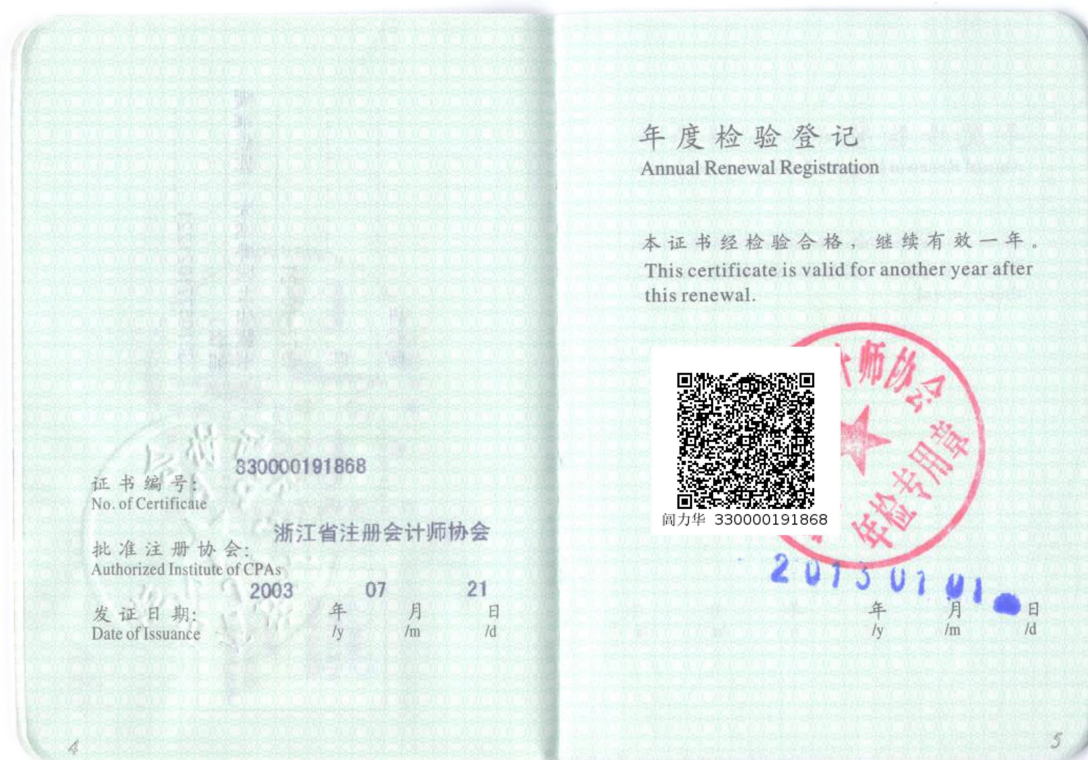 证书编号:
330000191868
No. of Certificate
批准注册协会:
浙江省注册会计师协会
Authorized Institute of CPAs
发证日期:
2003 年 07 月 21 日
Date of Issuance /y /m /d
4
年度检验登记
Annual Renewal Registration
本证书经检验合格，继续有效一年。
This certificate is valid for another year after
this renewal.
计师协会
年检专用章
闾力华 330000191868
年 月 日
/y /m /d
5